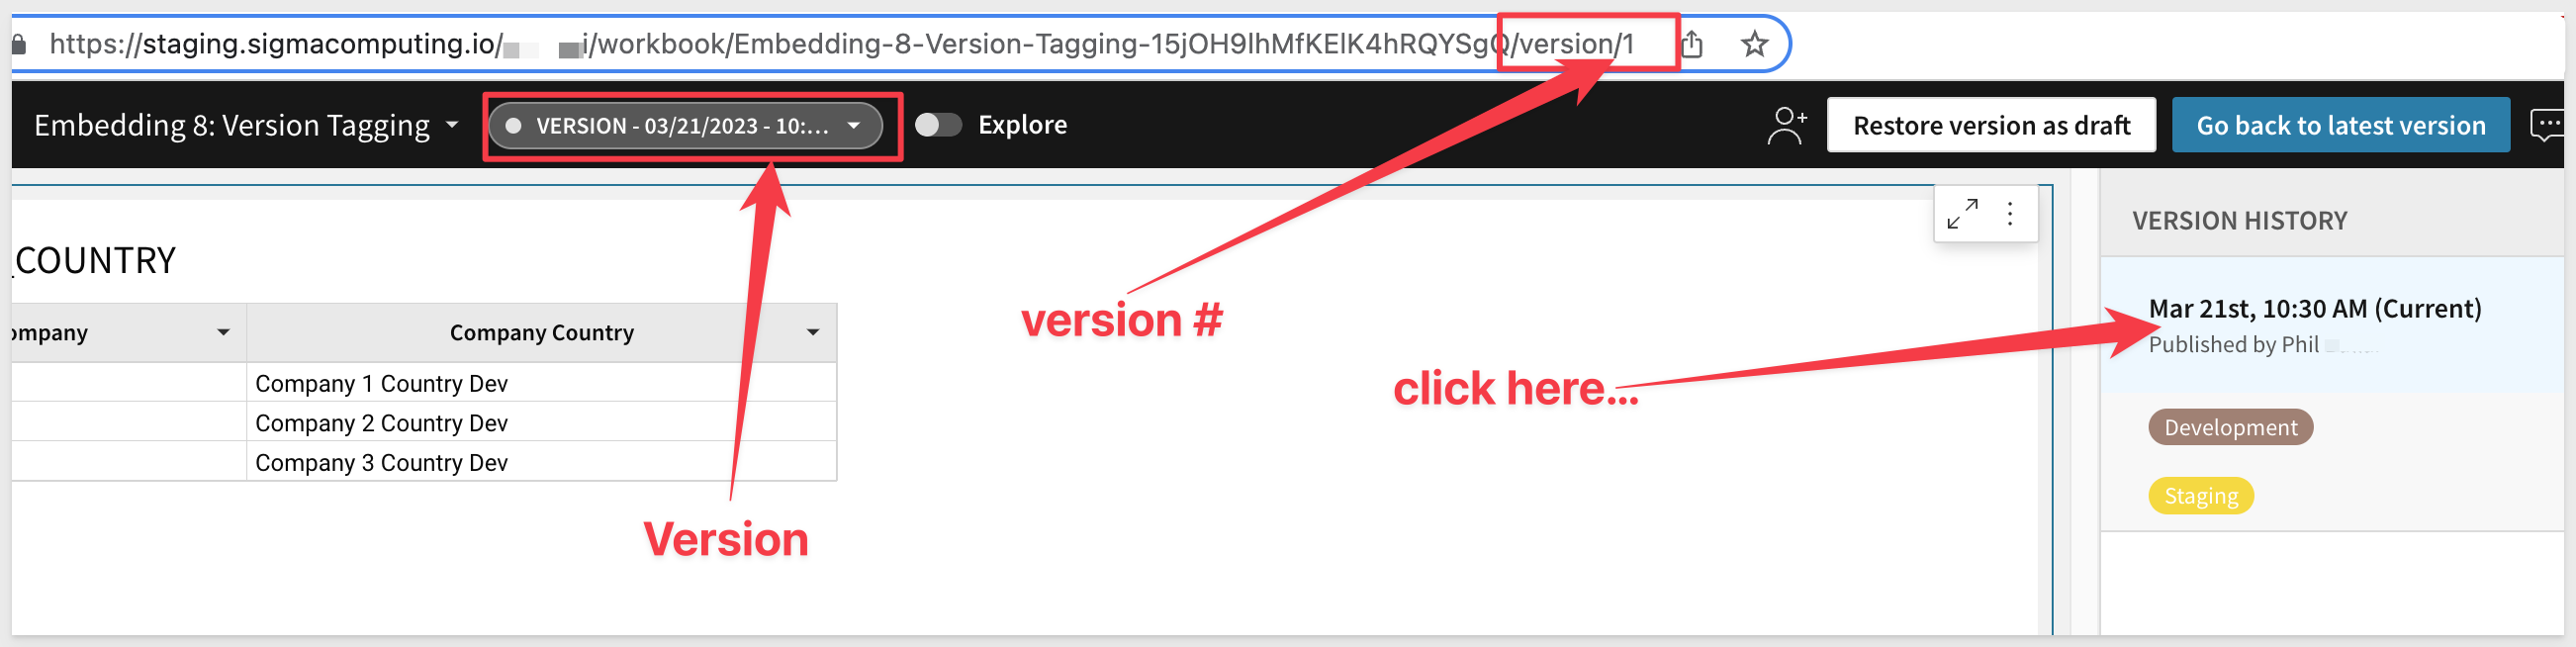 https://staging.sigmacomputing.io/ i/workbook/Embedding-8-Version-Tagging-15jOH9lhMfKElK4hRQYSgQ/version/1
Embedding 8: Version Tagging
VERSION - 03/21/2023 - 10:...
Explore
Restore version as draft
Go back to latest version
_COUNTRY
VERSION HISTORY
version #
Mar 21st, 10:30 AM (Current)
Published by Phil
click here...
ompany
Company Country
Company 1 Country Dev
Company 2 Country Dev
Company 3 Country Dev
Development
Staging
Version